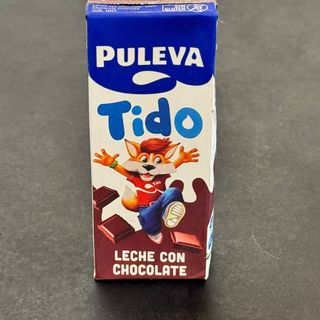 PULEVA
Tido
LECHE CON
CHOCOLATE